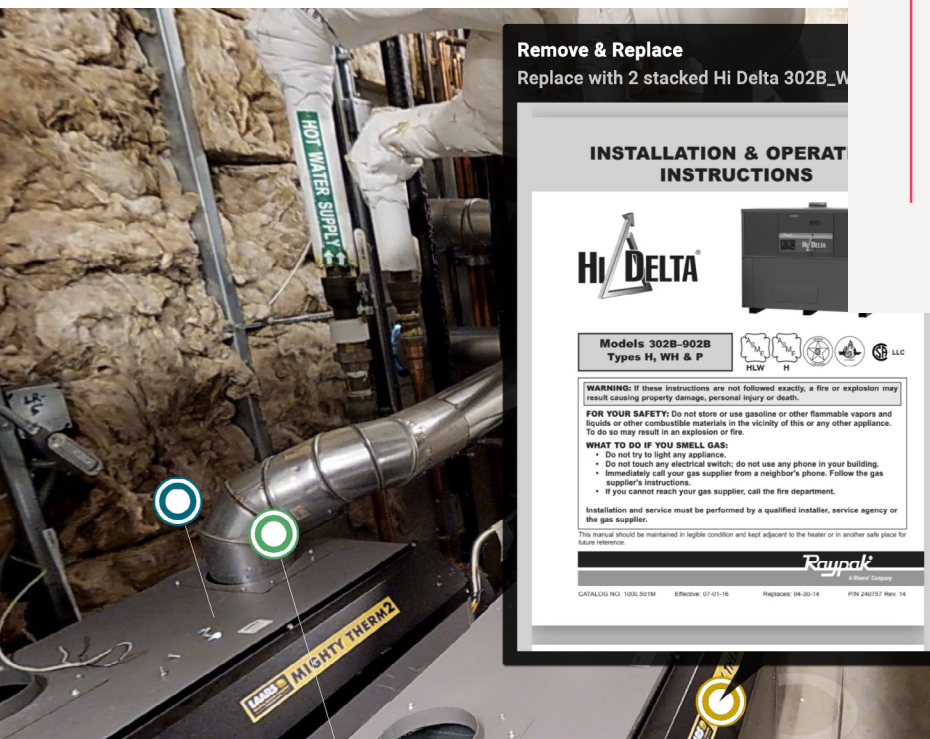 Remove & Replace
Replace with 2 stacked Hi Delta 302B_W
INSTALLATION & OPERATI
INSTRUCTIONS
HI DELTA®
HI DELTA
Models 302B–902B
Types H, WH & P
HLW
H
LLC
WARNING: If these instructions are not followed exactly, a fire or explosion may
result causing property damage, personal injury or death.
FOR YOUR SAFETY: Do not store or use gasoline or other flammable vapors and
liquids or other combustible materials in the vicinity of this or any other appliance.
To do so may result in an explosion or fire.
WHAT TO DO IF YOU SMELL GAS:
• Do not try to light any appliance.
• Do not touch any electrical switch; do not use any phone in your building.
• Immediately call your gas supplier from a neighbor's phone. Follow the gas
supplier's instructions.
• If you cannot reach your gas supplier, call the fire department.
Installation and service must be performed by a qualified installer, service agency or
the gas supplier.
This manual should be maintained in legible condition and kept adjacent to the heater or in another safe place for
future reference.
Raypak
A Rheem® Company
CATALOG NO. 1000.501M Effective: 07-01-16 Replaces: 04-30-14 P/N 240757 Rev. 14
HOT WATER SUPPLY
LR-
5
LAARS MIGHTY THERM2